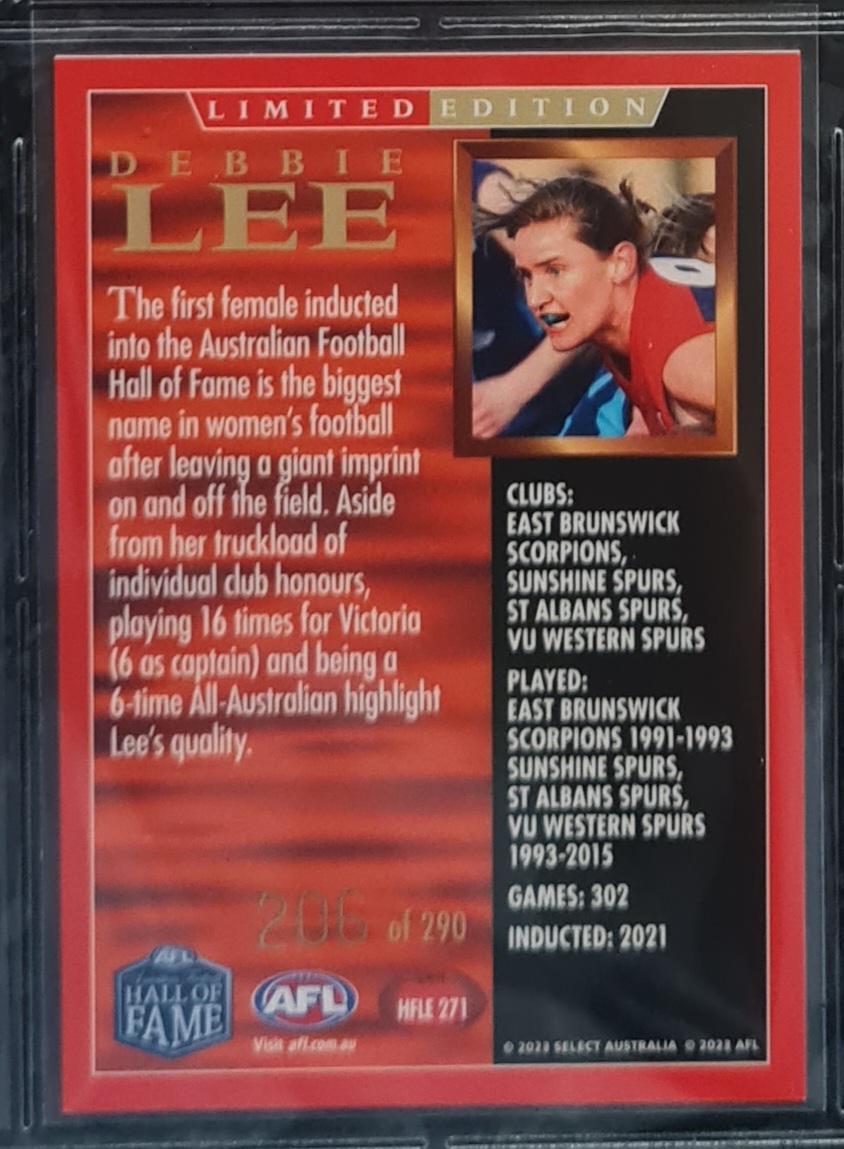 LIMITED EDITION
DEBBIE
LEE
The first female inducted
into the Australian Football
Hall of Fame is the biggest
name in women's football
after leaving a giant imprint
on and off the field. Aside
from her truckload of
individual club honours,
playing 16 times for Victoria
(6 as captain) and being a
6-time All-Australian highlight
Lee's quality.
CLUBS:
EAST BRUNSWICK
SCORPIONS,
SUNSHINE SPURS,
ST ALBANS SPURS,
VU WESTERN SPURS
PLAYED:
EAST BRUNSWICK
SCORPIONS 1991-1993
SUNSHINE SPURS,
ST ALBANS SPURS,
VU WESTERN SPURS
1993-2015
GAMES: 302
INDUCTED: 2021
206 of 290
AFL
HALL OF
FAME
AFL
Visit afl.com.au
HFLE 271
© 2023 SELECT AUSTRALIA © 2023 AFL